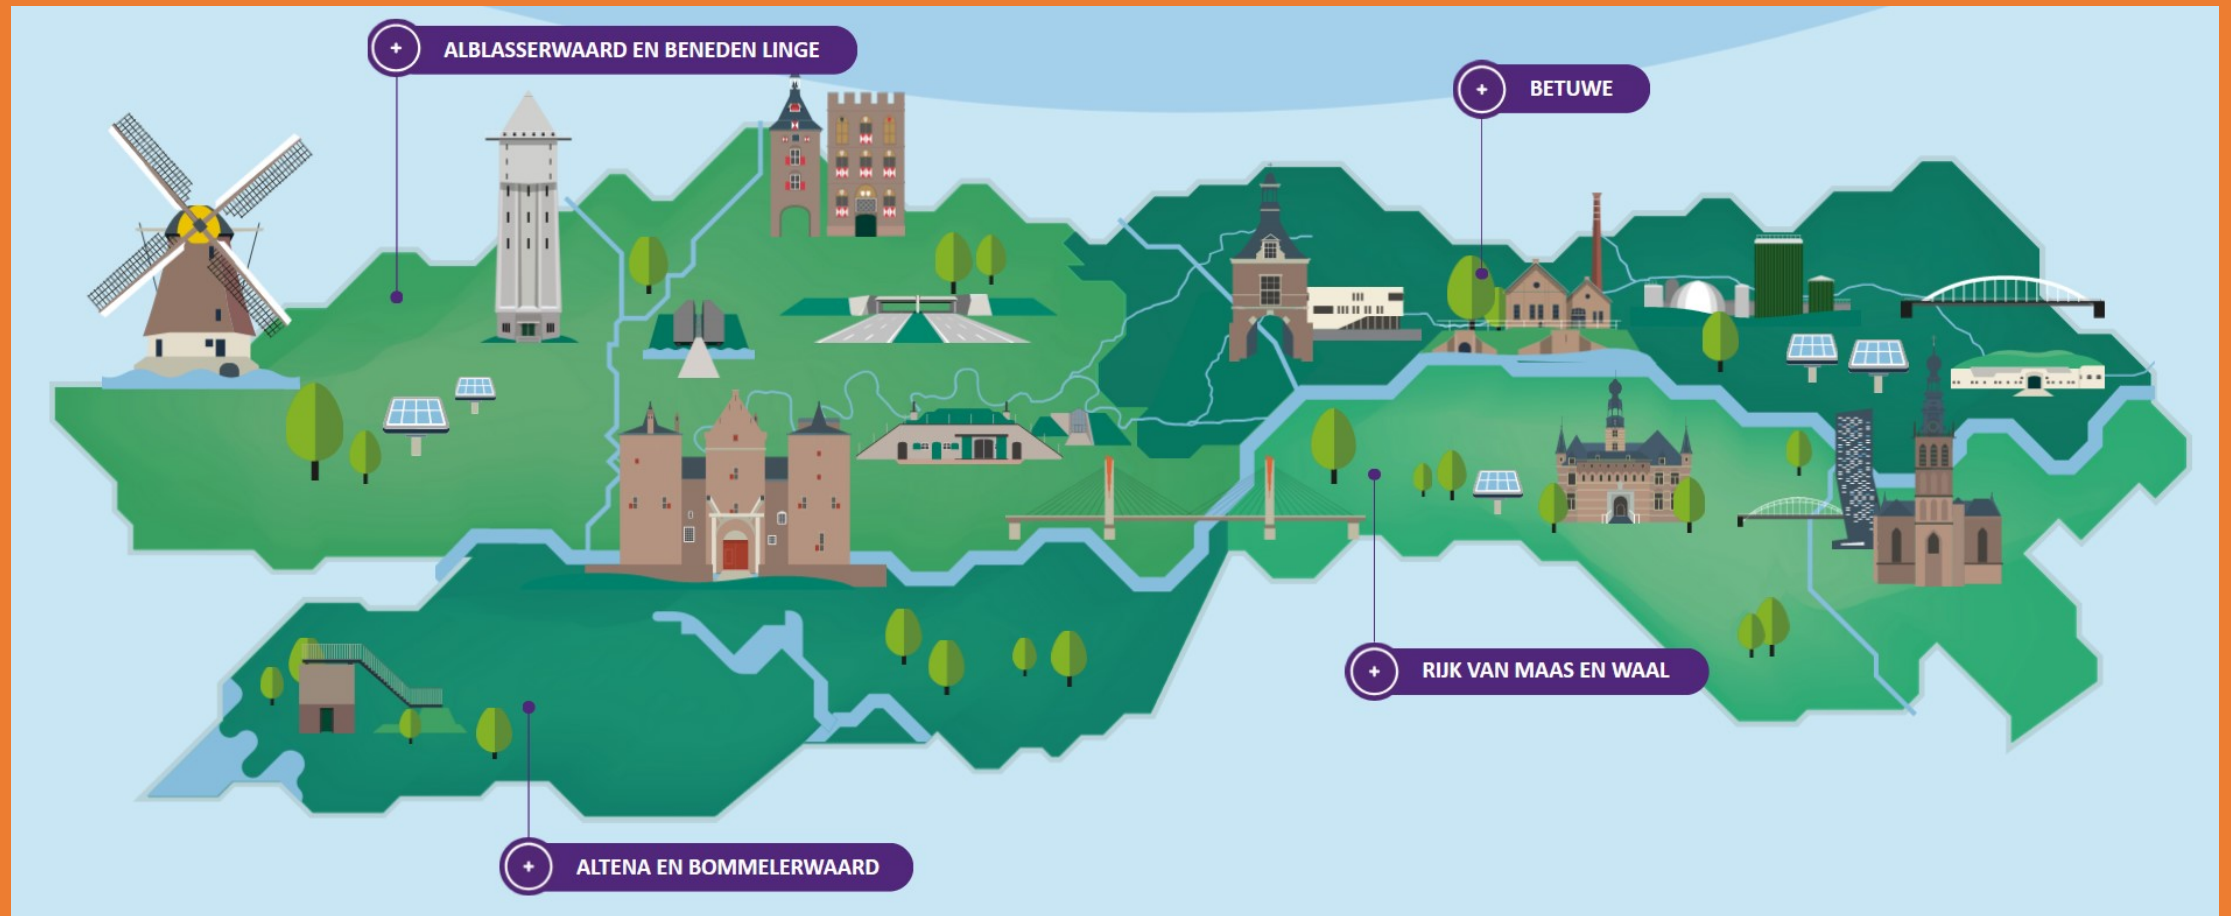 ALBLASSERWAARD EN BENEDEN LINGE
BETUWE
RIJK VAN MAAS EN WAAL
ALTENA EN BOMMELERWAARD